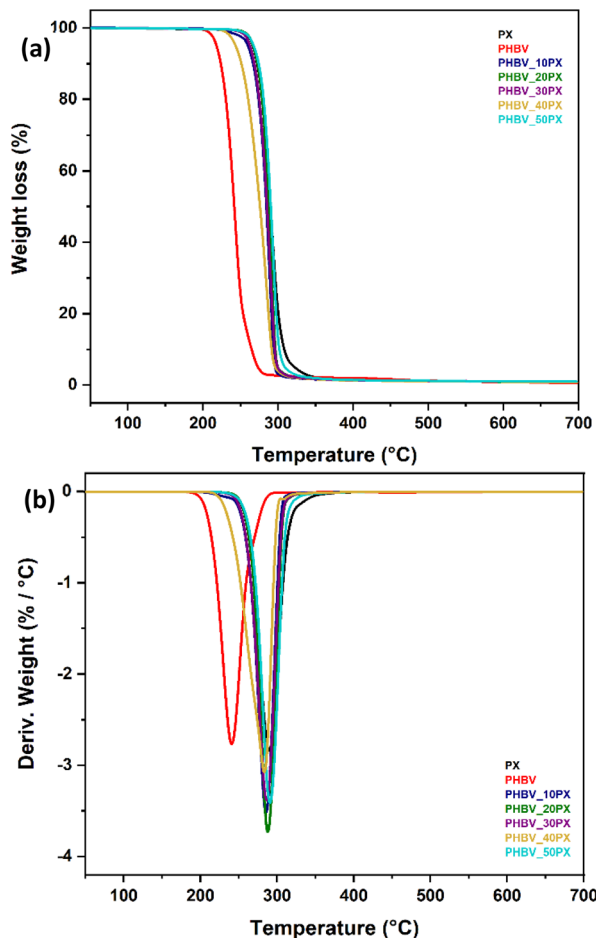 (a)
100
80
60
40
20
0
Weight loss (%)
PX
PHBV
PHBV_10PX
PHBV_20PX
PHBV_30PX
PHBV_40PX
PHBV_50PX
100 200 300 400 500 600 700
Temperature (°C)
(b)
0
-1
-2
-3
-4
Deriv. Weight (% / °C)
PX
PHBV
PHBV_10PX
PHBV_20PX
PHBV_30PX
PHBV_40PX
PHBV_50PX
100 200 300 400 500 600 700
Temperature (°C)